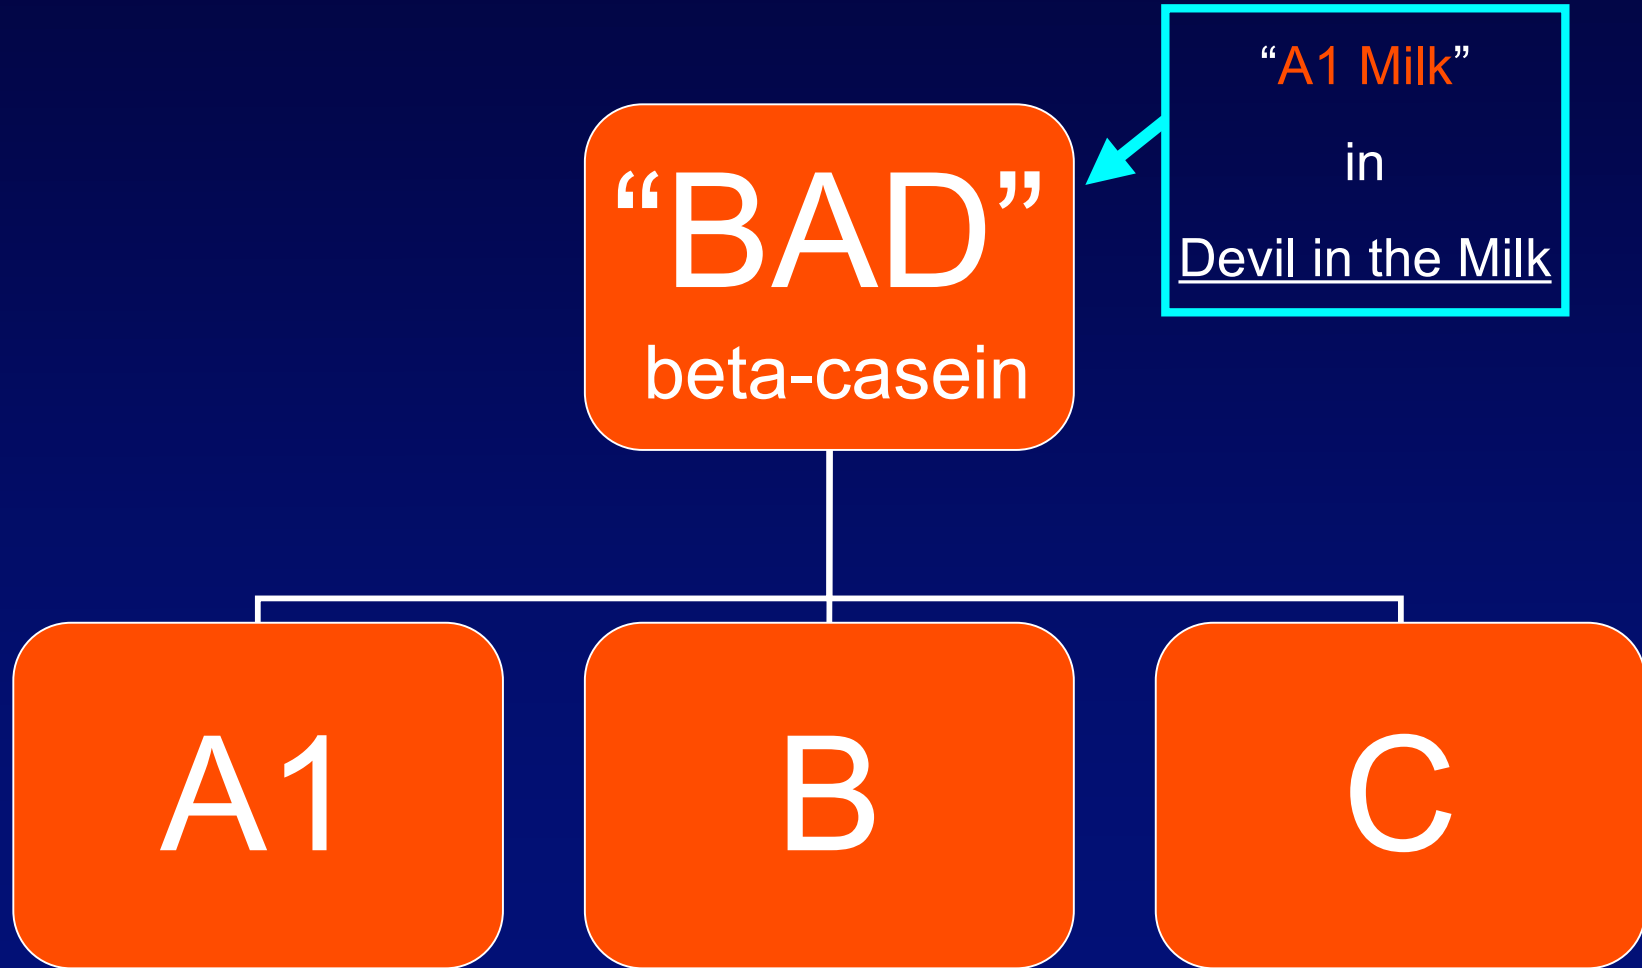 “A1 Milk”
in
Devil in the Milk
“BAD”
beta-casein
A1
B
C